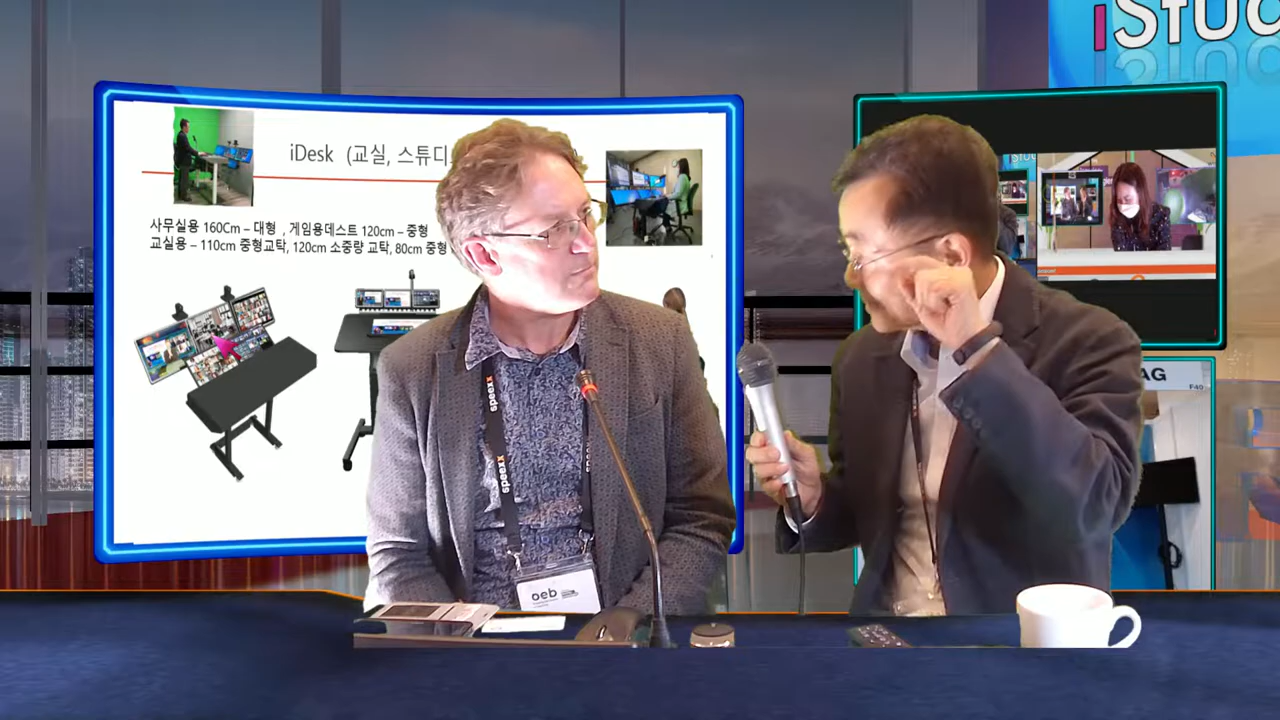 iStud
iDesk (교실, 스튜디
사무실용 160Cm – 대형 , 게임용데스트 120cm – 중형
교실용 – 110cm 중형교탁, 120cm 소중량 교탁, 80cm 중형
AG
F40
speexx
speexx
oeb